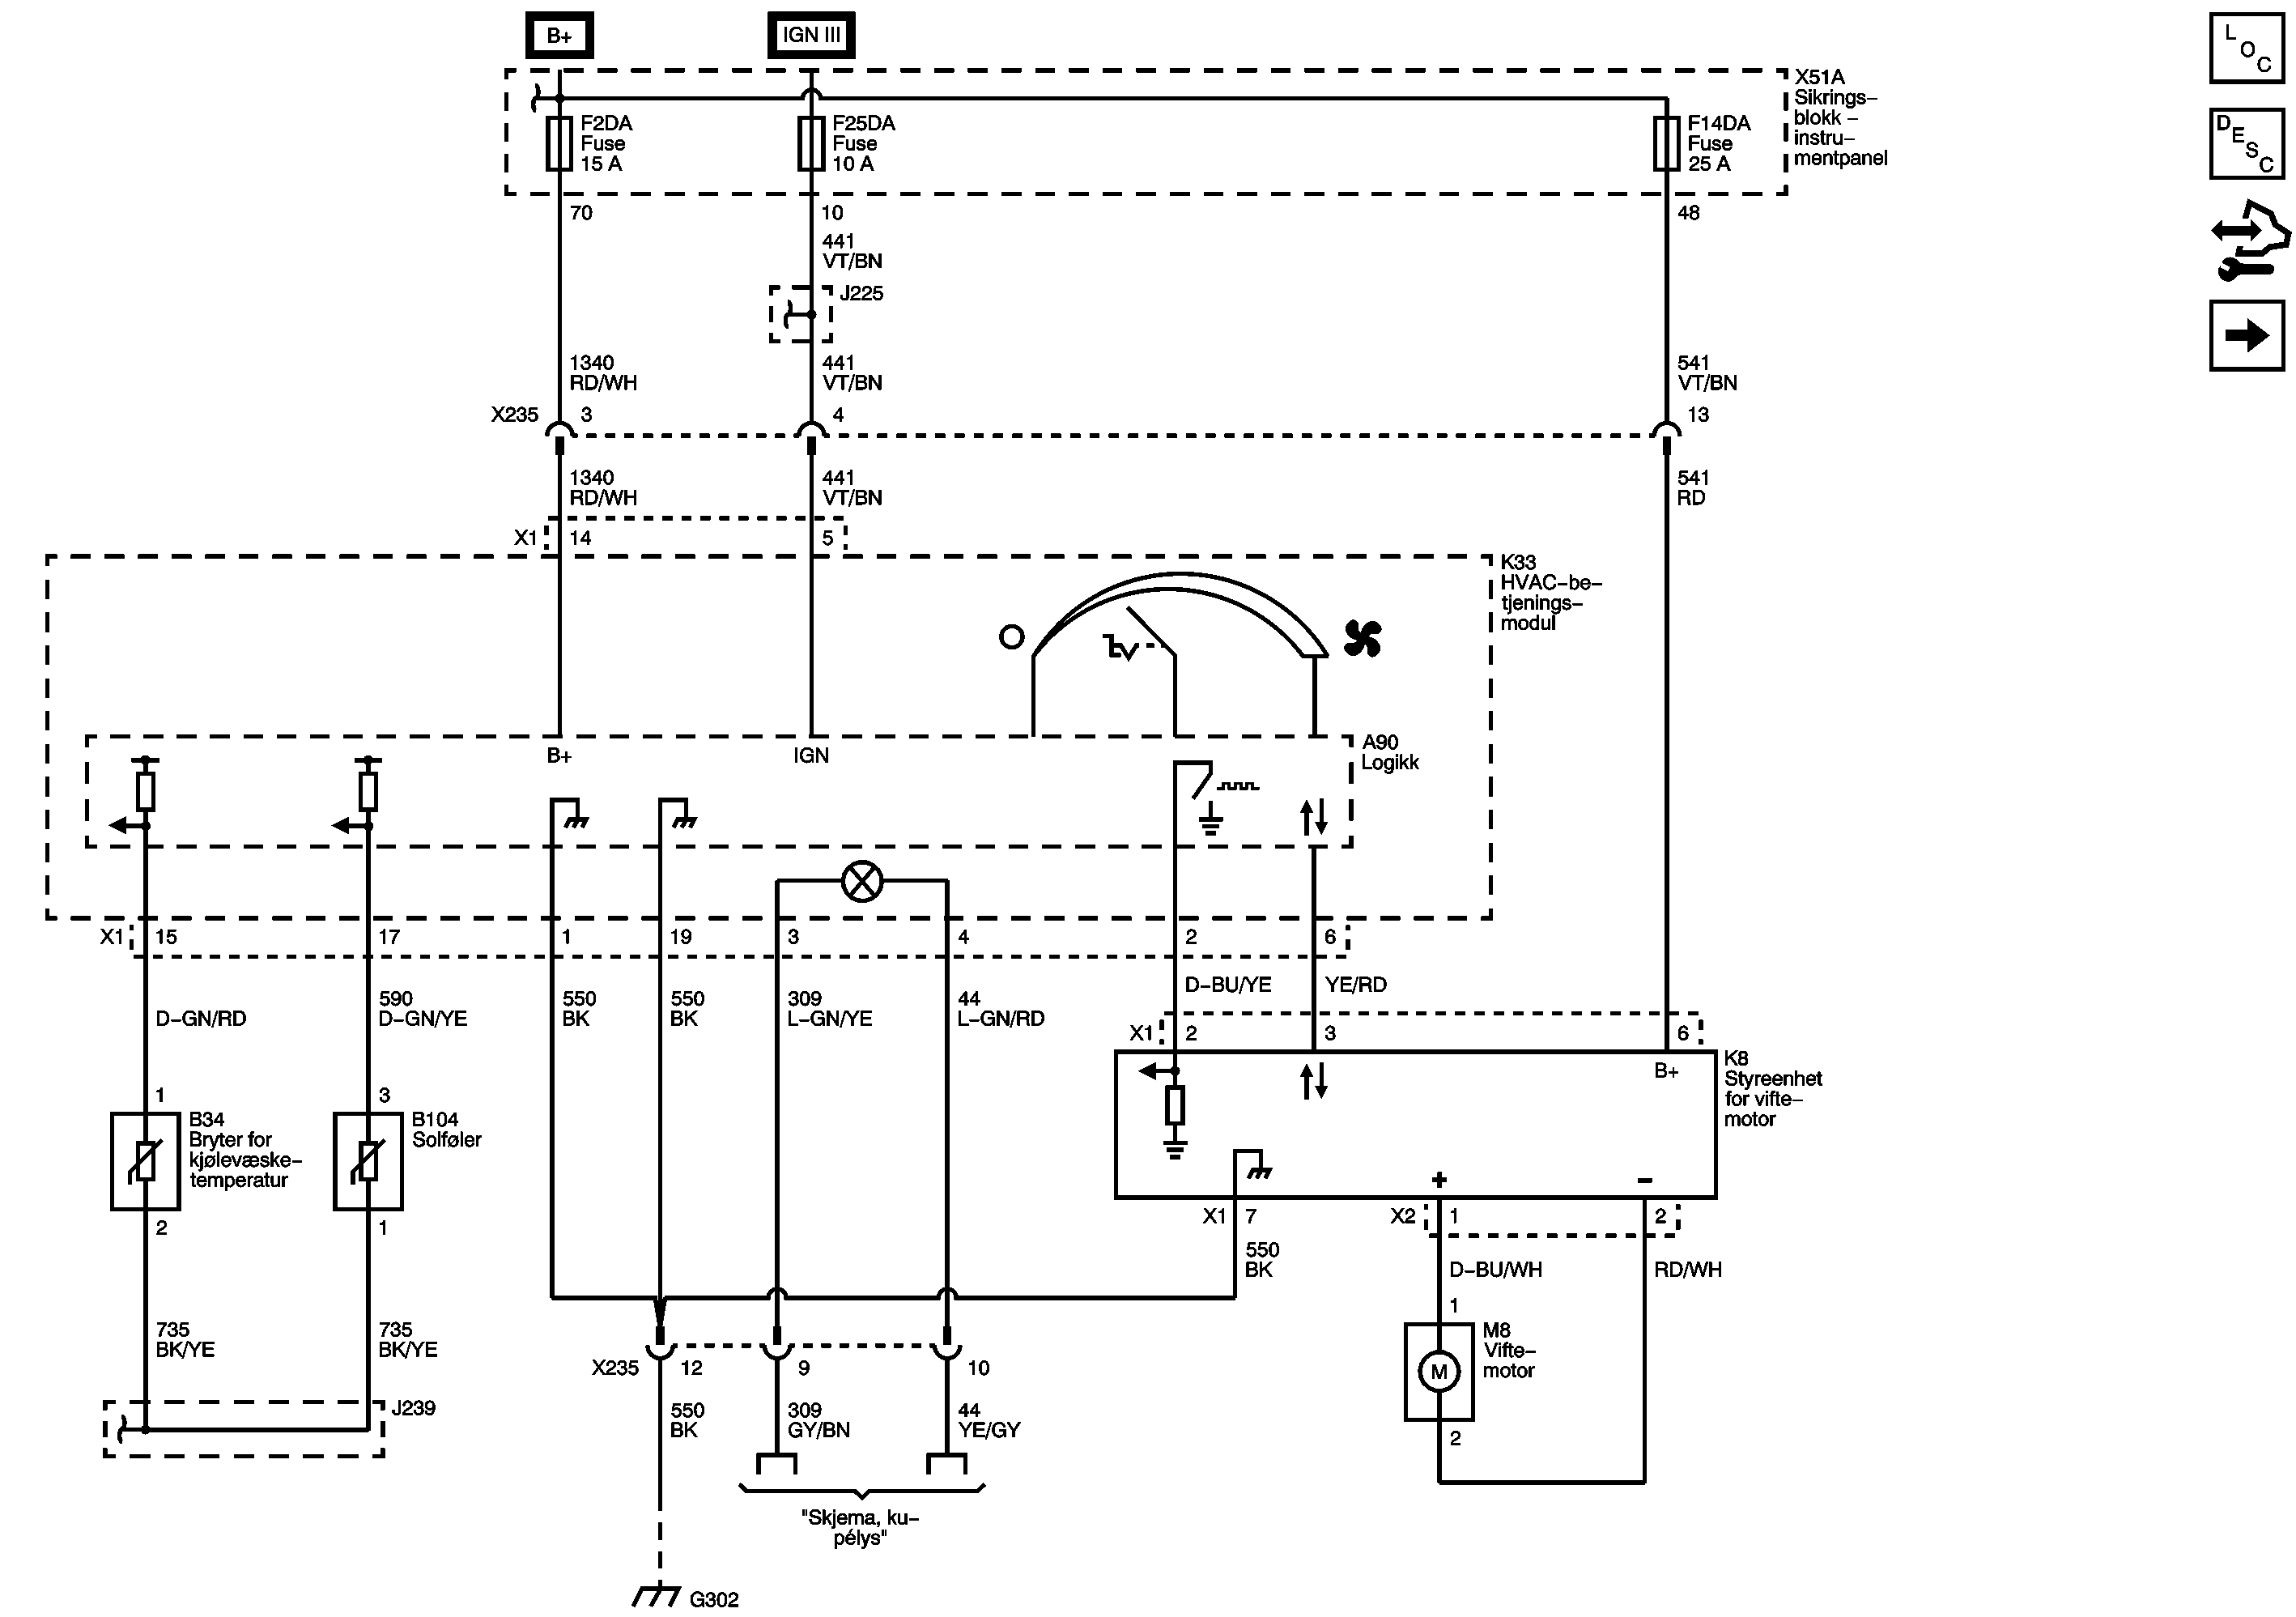 B+
IGN III
L
O
C
X51A
Sikrings–
blokk –
instru–
mentpanel
F2DA
Fuse
15 A
F25DA
Fuse
10 A
F14DA
Fuse
25 A
D
E
S
C
70
10
48
441
VT/BN
J225
1340
RD/WH
441
VT/BN
541
VT/BN
X235
3
4
13
1340
RD/WH
441
VT/BN
541
RD
X1
14
5
K33
HVAC–be–
tjenings–
modul
B+
IGN
A90
Logikk
X1
15
17
1
19
3
4
2
6
D–BU/YE
YE/RD
D–GN/RD
590
D–GN/YE
550
BK
550
BK
309
L–GN/YE
44
L–GN/RD
X1
2
3
6
B+
K8
Styreenhet
for vifte–
motor
1
3
B34
Bryter for
kjølevæske–
temperatur
B104
Solføler
2
1
+
–
X1
7
X2
1
2
550
BK
D–BU/WH
RD/WH
1
M8
Vifte–
motor
M
2
735
BK/YE
735
BK/YE
X235
12
9
10
J239
550
BK
309
GY/BN
44
YE/GY
"Skjema, ku–
pélys"
G302